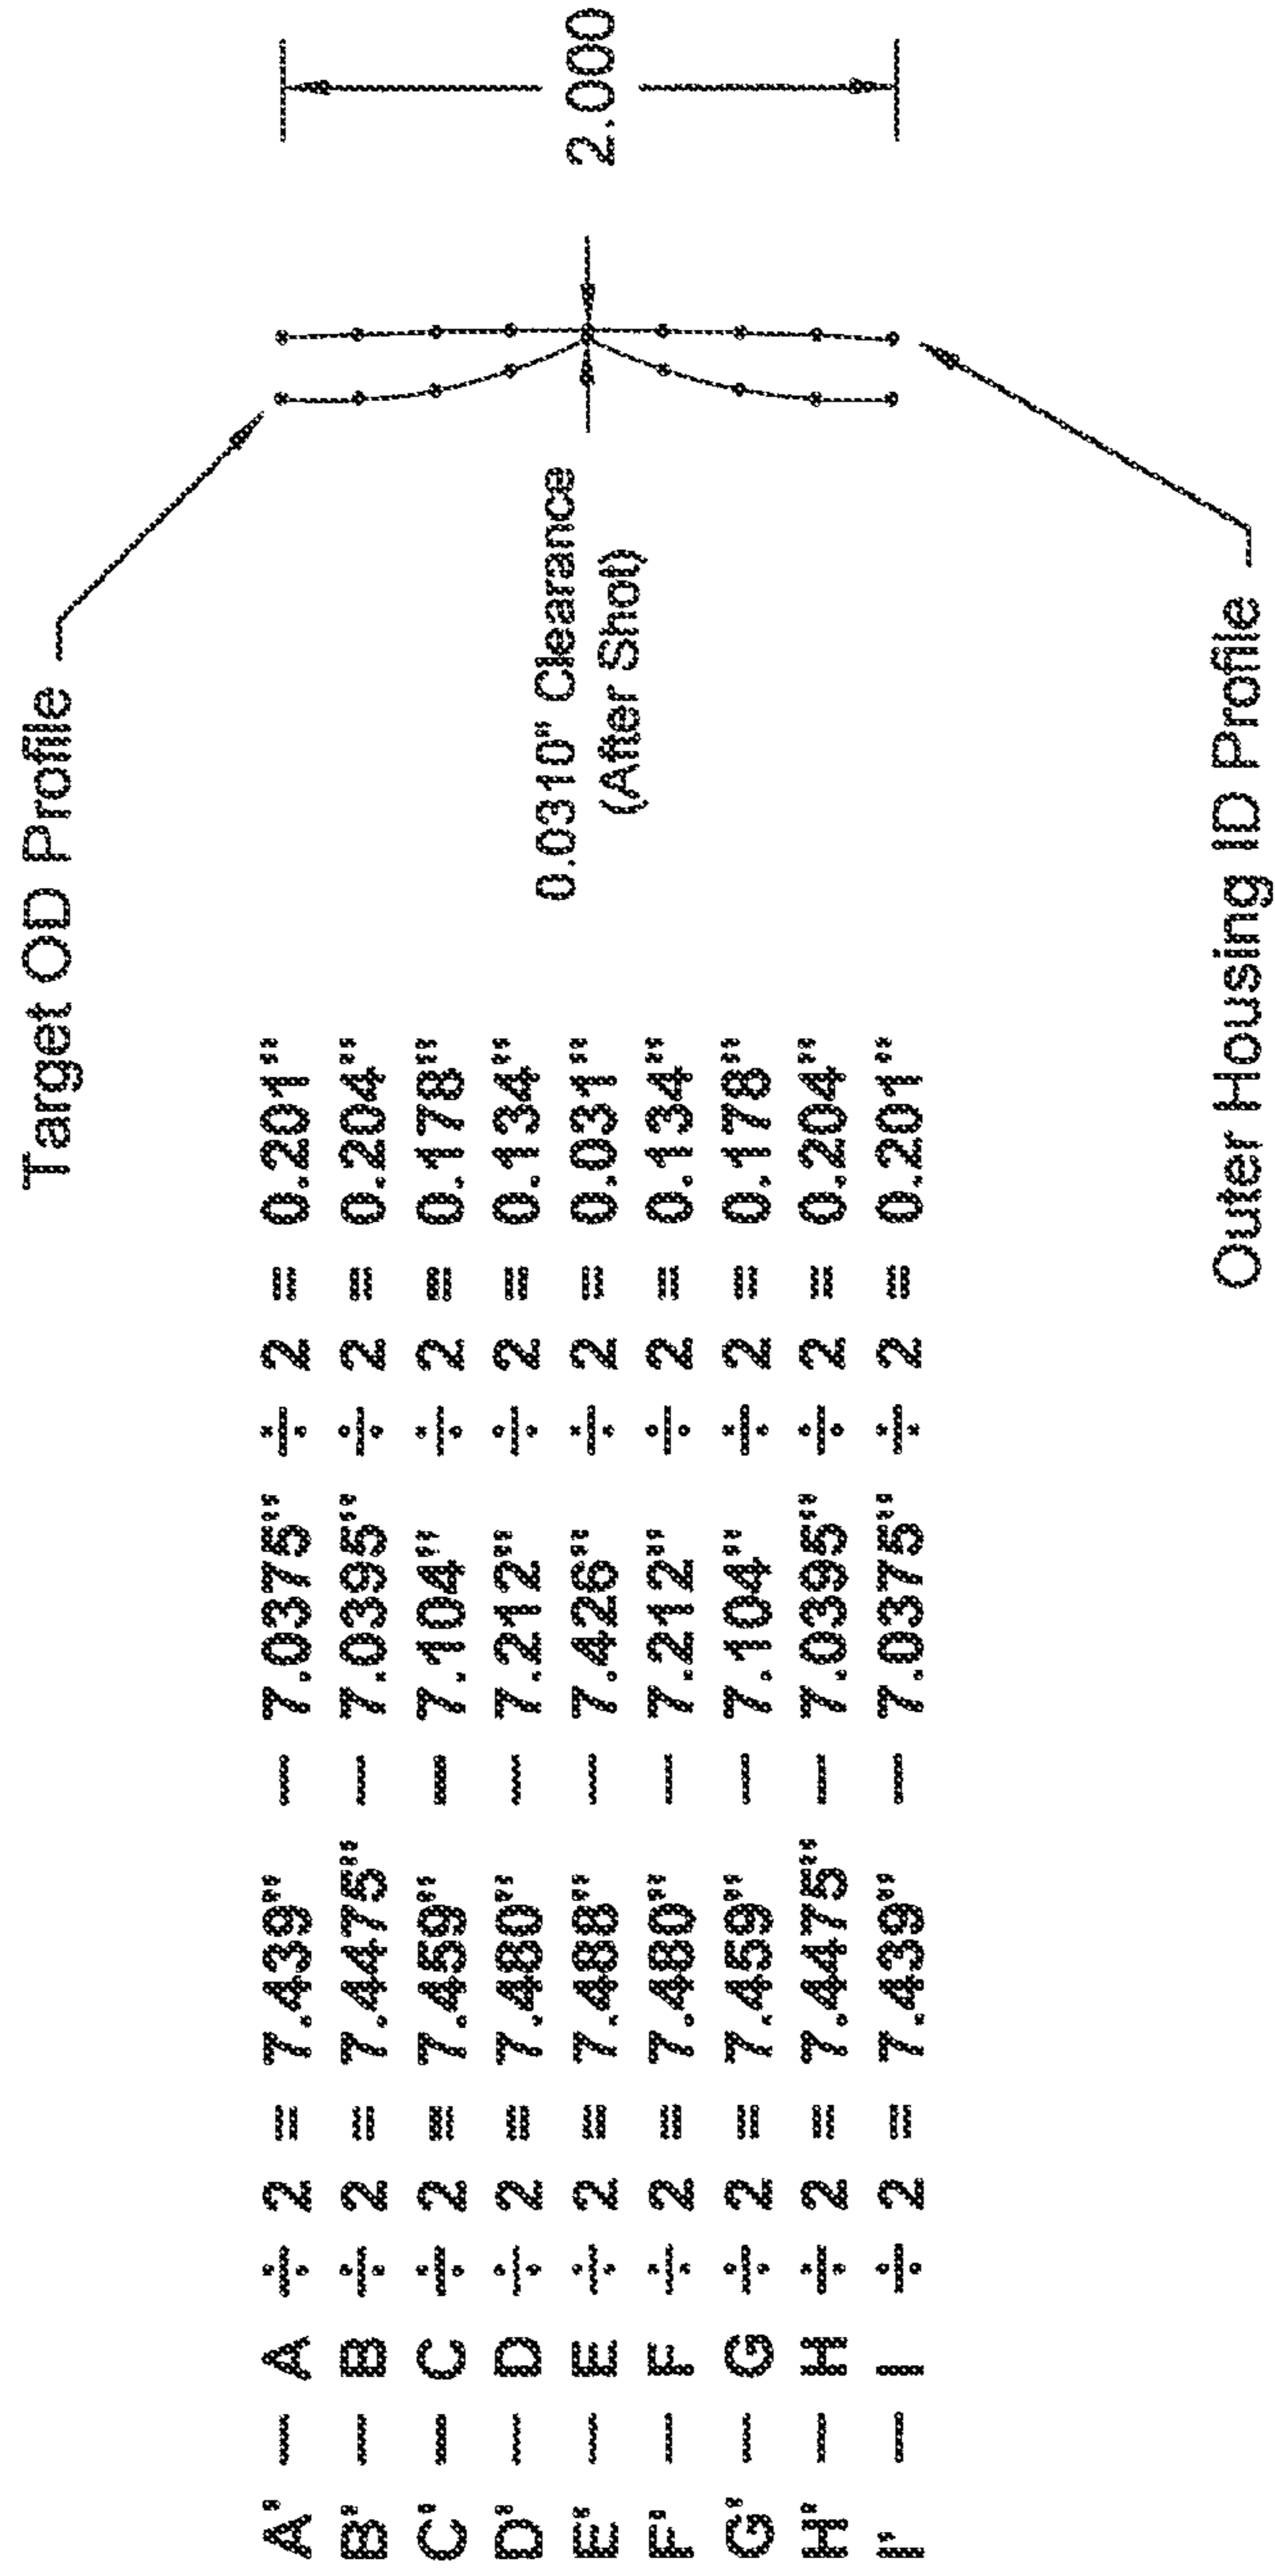 A' — A ÷ 2 = 7.439" — 7.0375" ÷ 2 = 0.201"
B' — B ÷ 2 = 7.4475" — 7.0395" ÷ 2 = 0.204"
C' — C ÷ 2 = 7.459" — 7.104" ÷ 2 = 0.178"
D' — D ÷ 2 = 7.480" — 7.212" ÷ 2 = 0.134"
E' — E ÷ 2 = 7.488" — 7.426" ÷ 2 = 0.031"
F' — F ÷ 2 = 7.480" — 7.212" ÷ 2 = 0.134"
G' — G ÷ 2 = 7.459" — 7.104" ÷ 2 = 0.178"
H' — H ÷ 2 = 7.4475" — 7.0395" ÷ 2 = 0.204"
I' — I ÷ 2 = 7.439" — 7.0375" ÷ 2 = 0.201"
Target OD Profile
0.0310" Clearance
(After Shot)
2.000
Outer Housing ID Profile